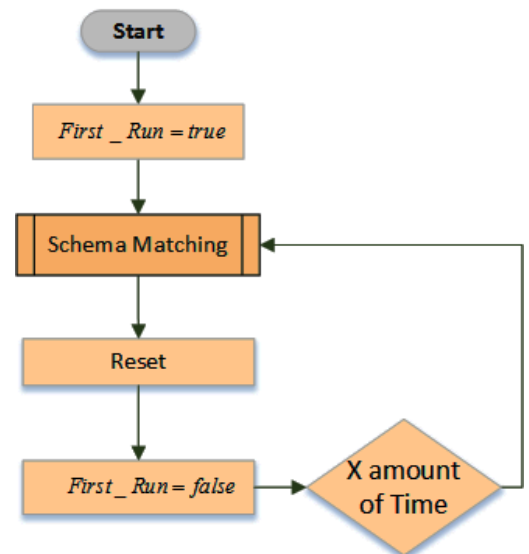 Start
First _ Run = true
Schema Matching
Reset
First _ Run = false
X amount
of Time